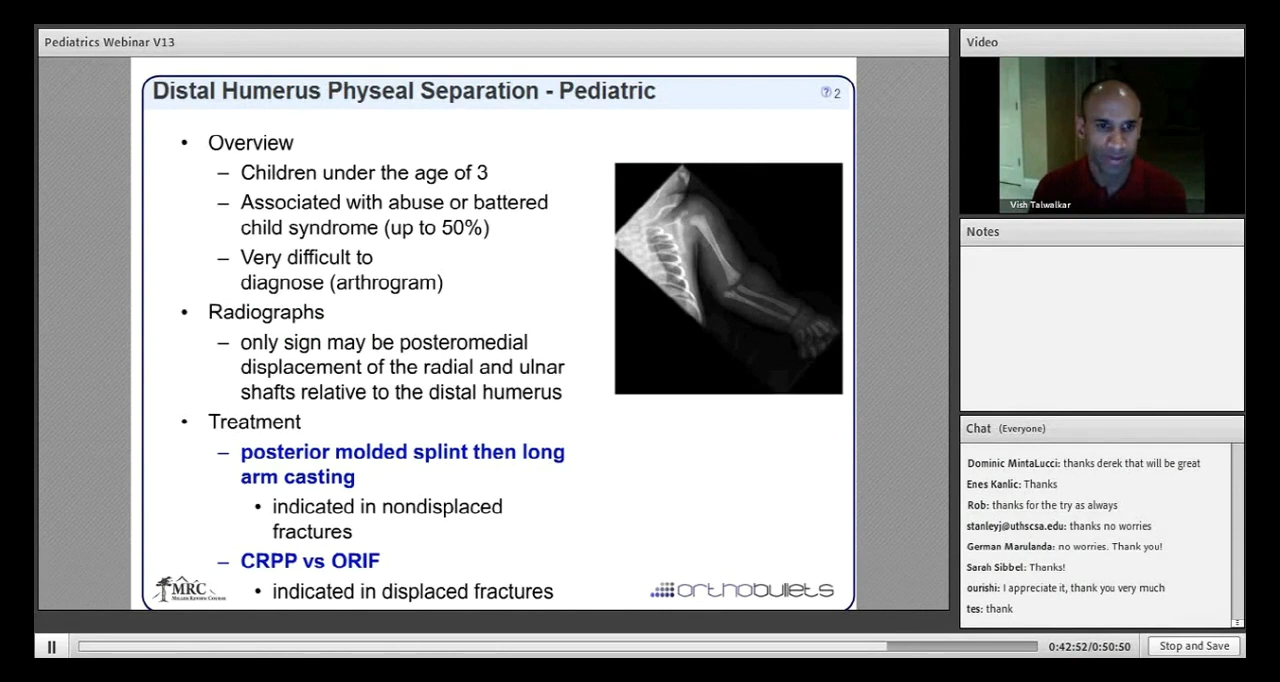 Pediatrics Webinar V13
Distal Humerus Physeal Separation - Pediatric
? 2
• Overview
– Children under the age of 3
– Associated with abuse or battered
child syndrome (up to 50%)
– Very difficult to
diagnose (arthrogram)
• Radiographs
– only sign may be posteromedial
displacement of the radial and ulnar
shafts relative to the distal humerus
• Treatment
– posterior molded splint then long
arm casting
• indicated in nondisplaced
fractures
– CRPP vs ORIF
• indicated in displaced fractures
MRC
MILLER REVIEW COURSE
orthobullets
Video
Vish Talwalkar
Notes
Chat (Everyone)
Dominic MintaLucci: thanks derek that will be great
Enes Kanlic: Thanks
Rob: thanks for the try as always
stanleyj@uthscsa.edu: thanks no worries
German Marulanda: no worries. Thank you!
Sarah Sibbel: Thanks!
ourishi: I appreciate it, thank you very much
tes: thank
0:42:52/0:50:50
Stop and Save